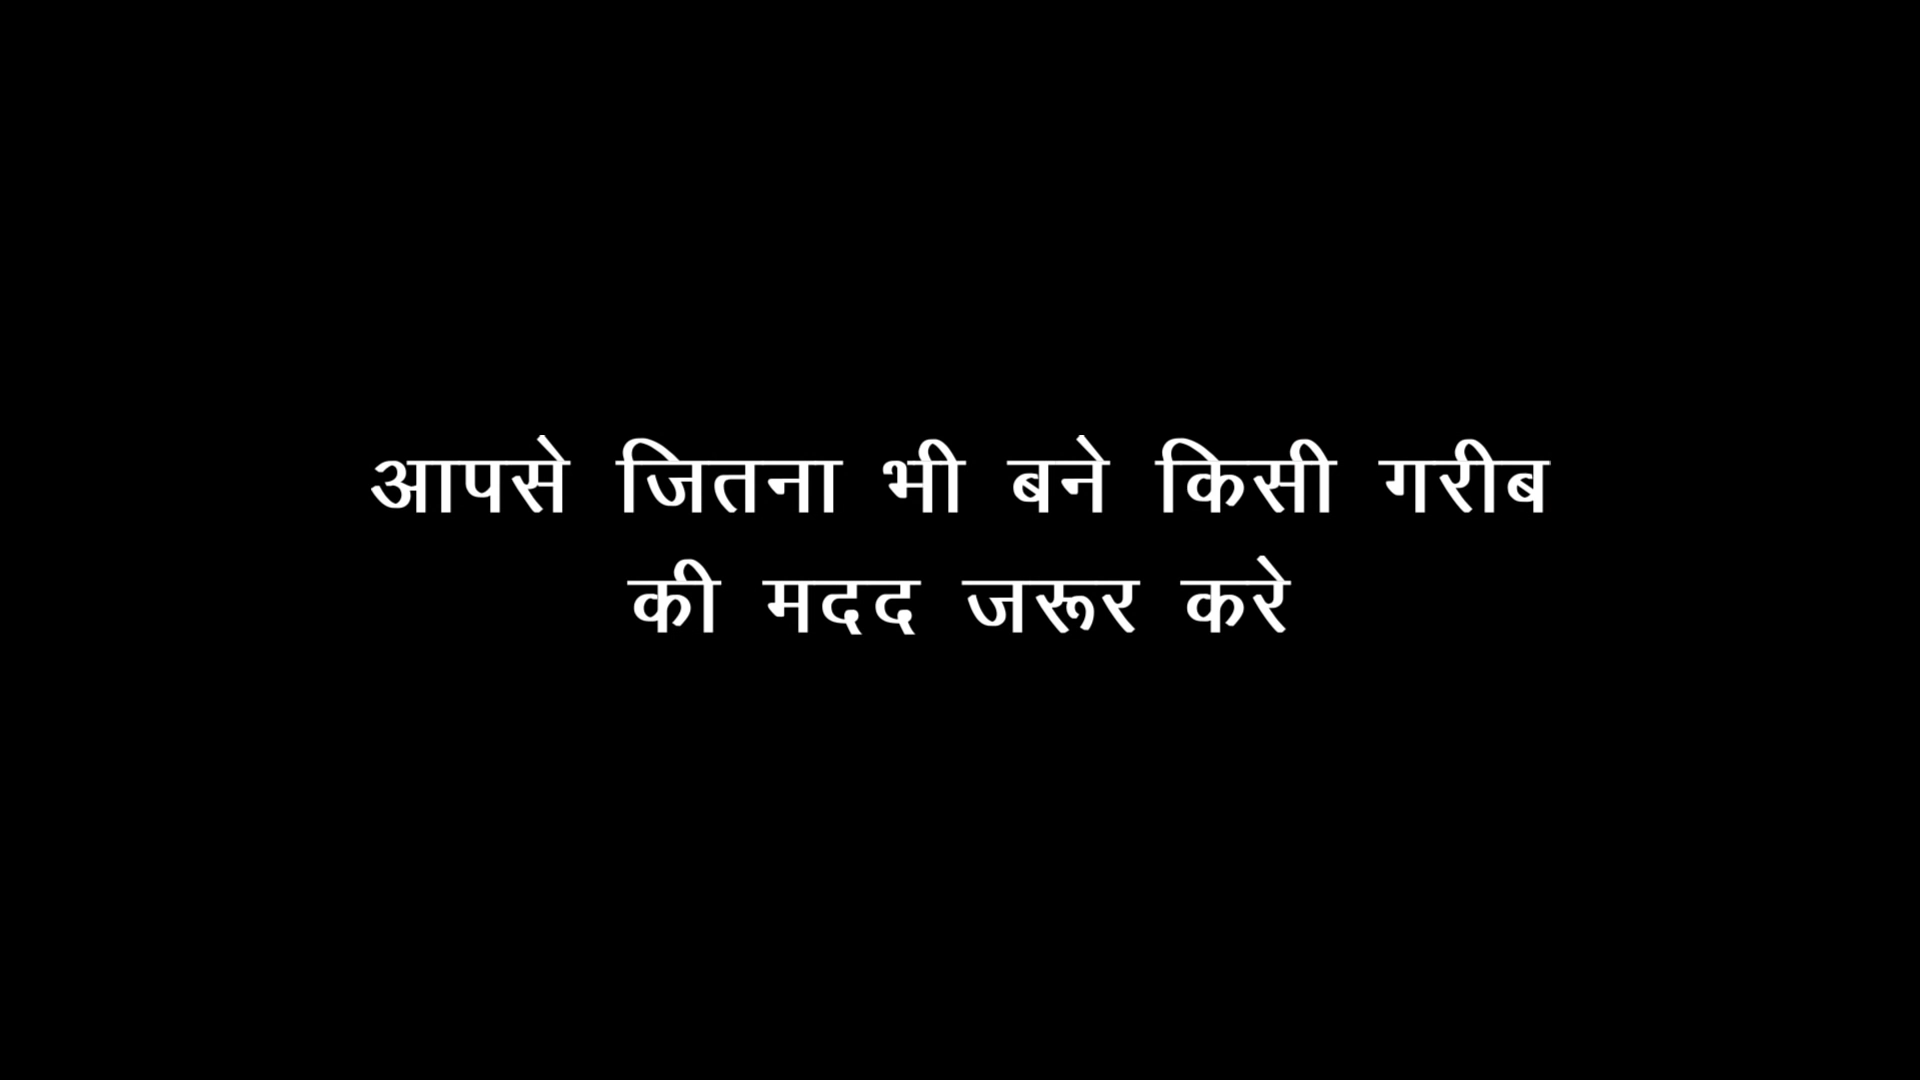 आपसे जितना भी बने किसी गरीब
की मदद जरूर करे